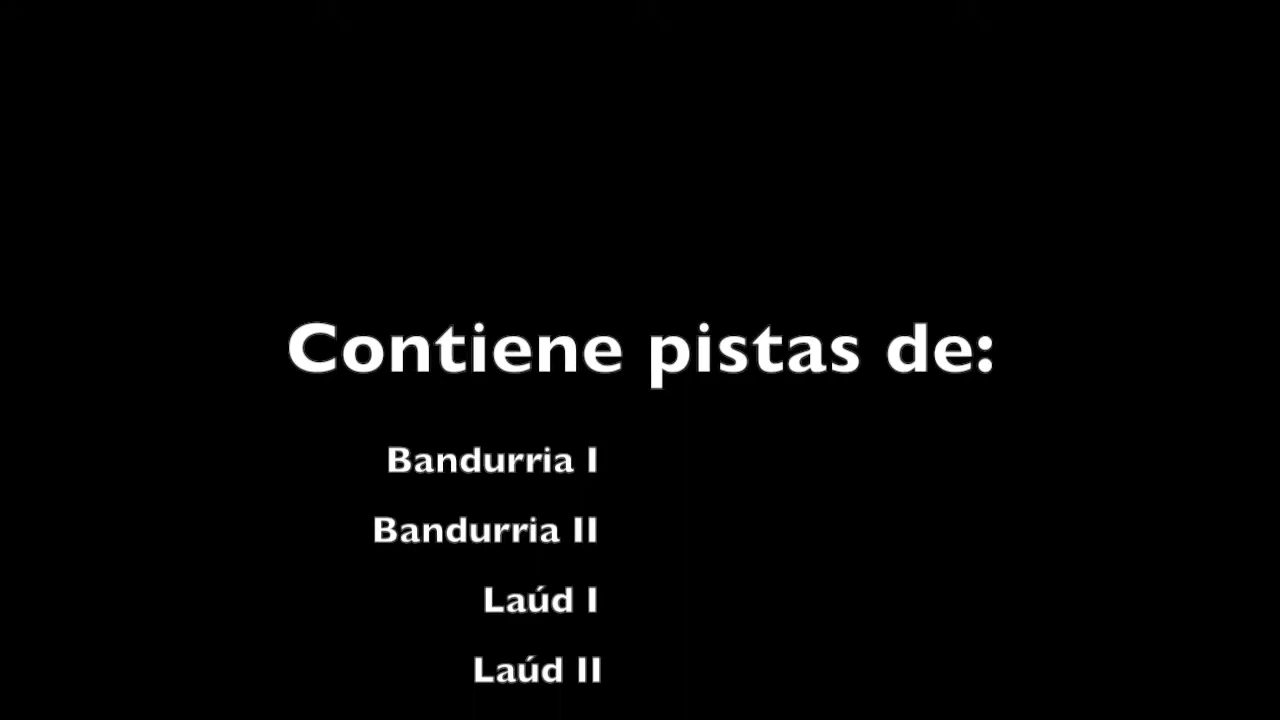 Contiene pistas de:
Bandurria I
Bandurria II
Laúd I
Laúd II